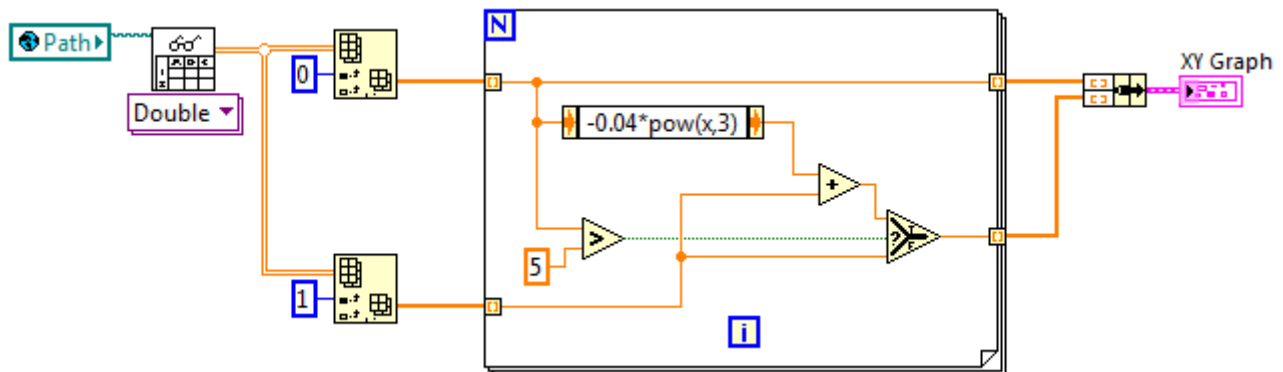 N
Path
XY Graph
0
Double
-0.04*pow(x,3)
+
>
?
T
F
5
1
i